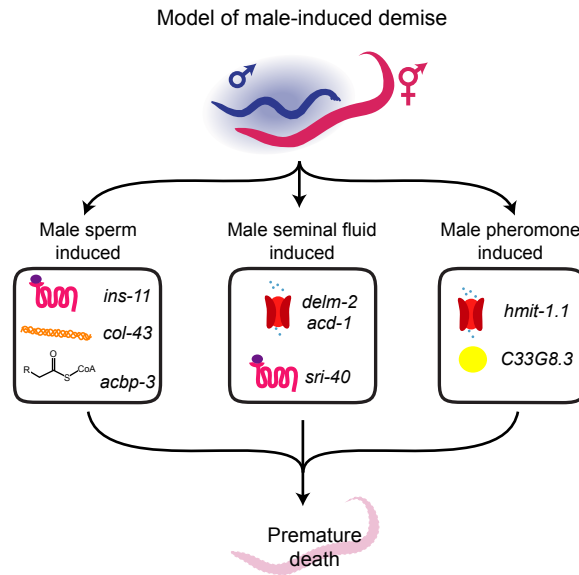 Model of male-induced demise
♂
⚥
Male sperm
induced
ins-11
col-43
R
O
S
CoA
acbp-3
Male seminal fluid
induced
delm-2
acd-1
sri-40
Male pheromone
induced
hmit-1.1
C33G8.3
Premature
death